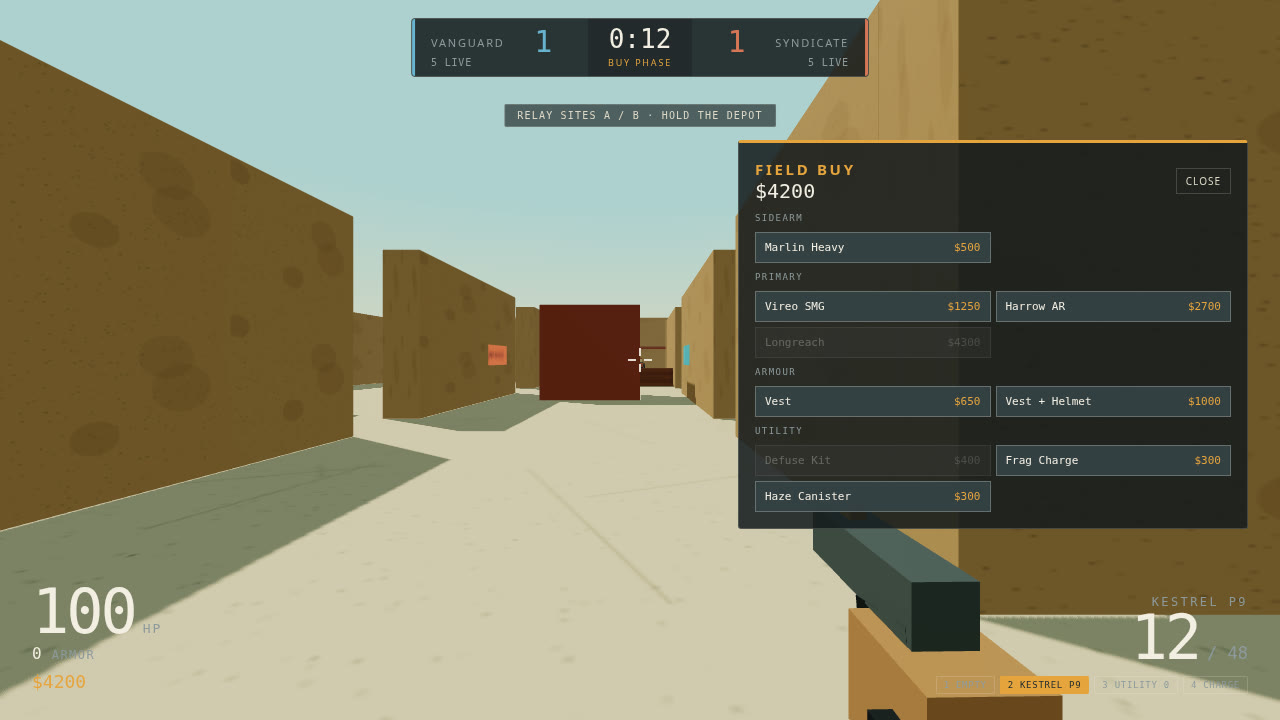 VANGUARD 1 0:12 1 SYNDICATE
5 LIVE BUY PHASE 5 LIVE
RELAY SITES A / B · HOLD THE DEPOT
FIELD BUY
$4200
CLOSE
SIDEARM
Marlin Heavy $500
PRIMARY
Vireo SMG $1250 Harrow AR $2700
Longreach $4300
ARMOUR
Vest $650 Vest + Helmet $1000
UTILITY
Defuse Kit $400 Frag Charge $300
Haze Canister $300
100 HP
0 ARMOR
$4200
KESTREL P9
12 / 48
2 KESTREL P9 3 UTILITY 0 4 CHARGE